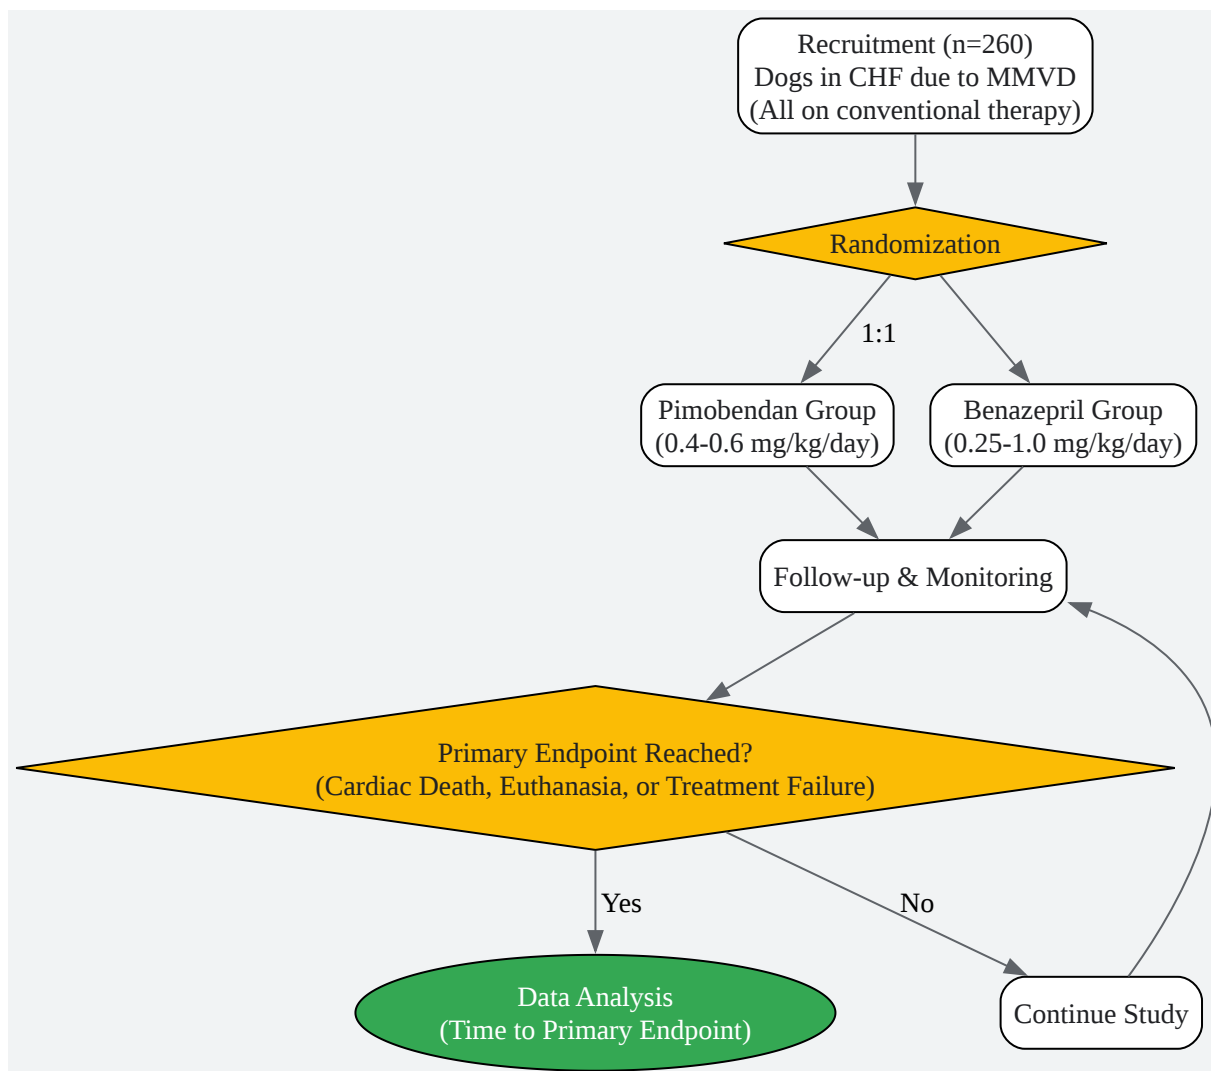 Recruitment (n=260)
Dogs in CHF due to MMVD
(All on conventional therapy)
Randomization
1:1
Pimobendan Group
(0.4-0.6 mg/kg/day)
Benazepril Group
(0.25-1.0 mg/kg/day)
Follow-up & Monitoring
Primary Endpoint Reached?
(Cardiac Death, Euthanasia, or Treatment Failure)
Yes
No
Data Analysis
(Time to Primary Endpoint)
Continue Study